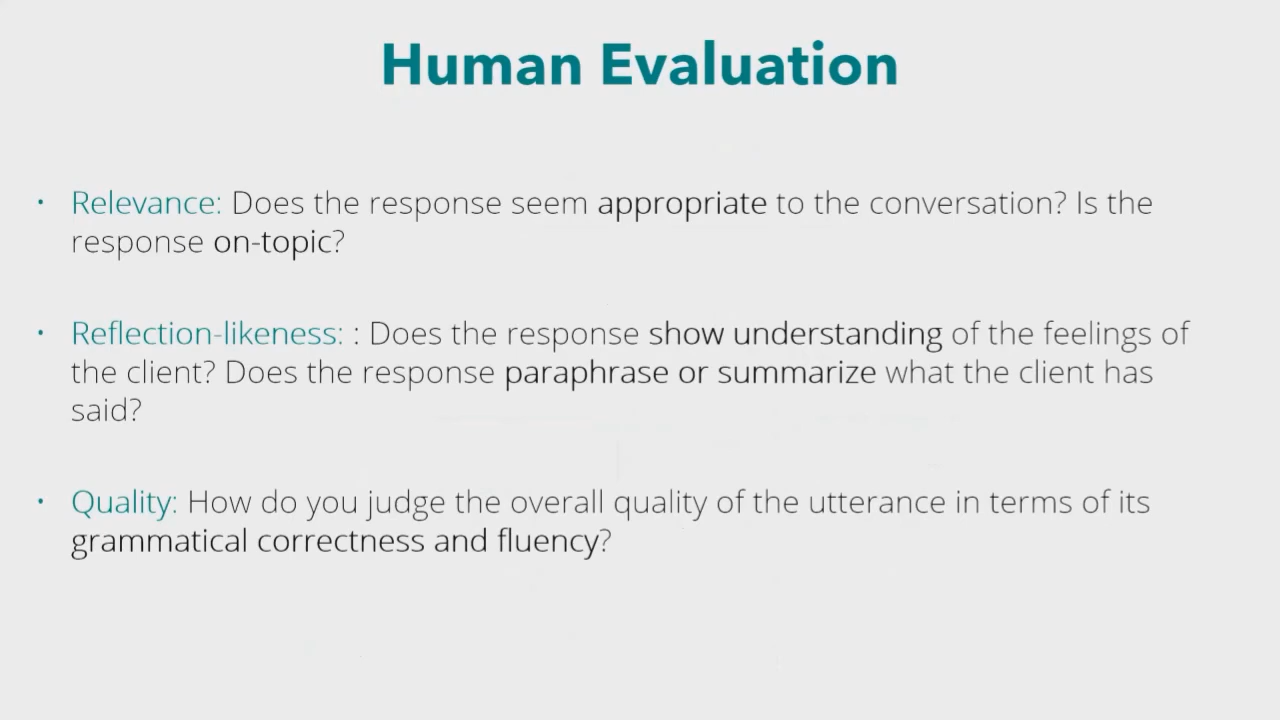 Human Evaluation
• Relevance: Does the response seem appropriate to the conversation? Is the
response on-topic?
• Reflection-likeness: : Does the response show understanding of the feelings of
the client? Does the response paraphrase or summarize what the client has
said?
• Quality: How do you judge the overall quality of the utterance in terms of its
grammatical correctness and fluency?